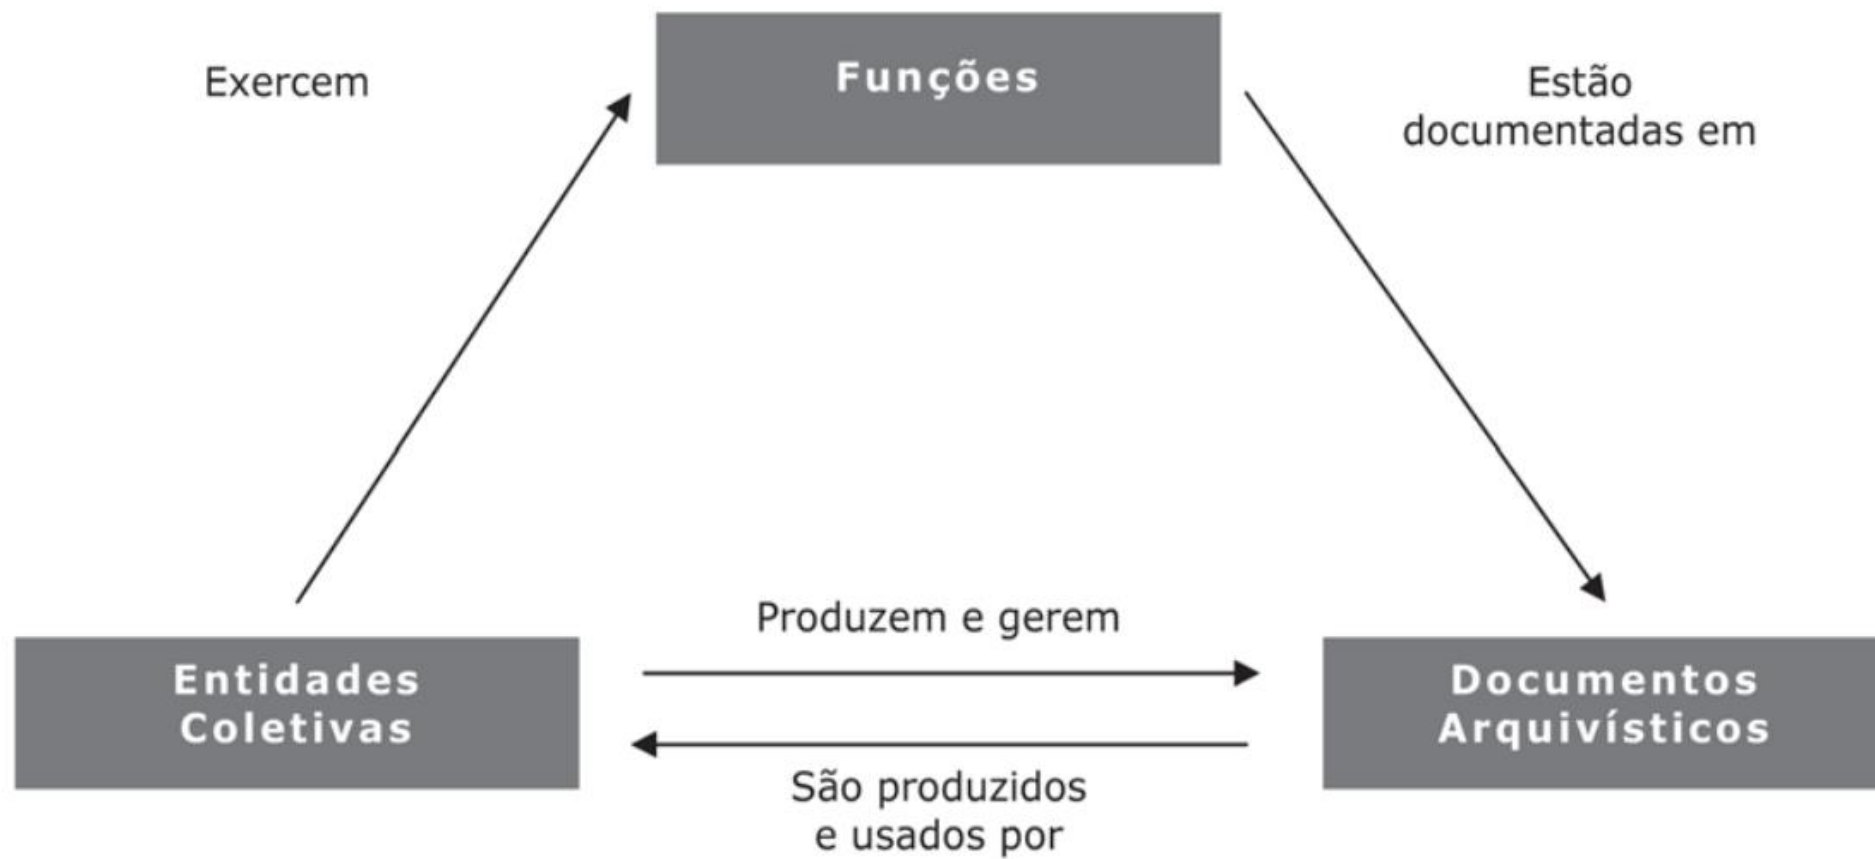 Exercem
Funções
Estão
documentadas em
Produzem e gerem
Entidades
Coletivas
Documentos
Arquivísticos
São produzidos
e usados por